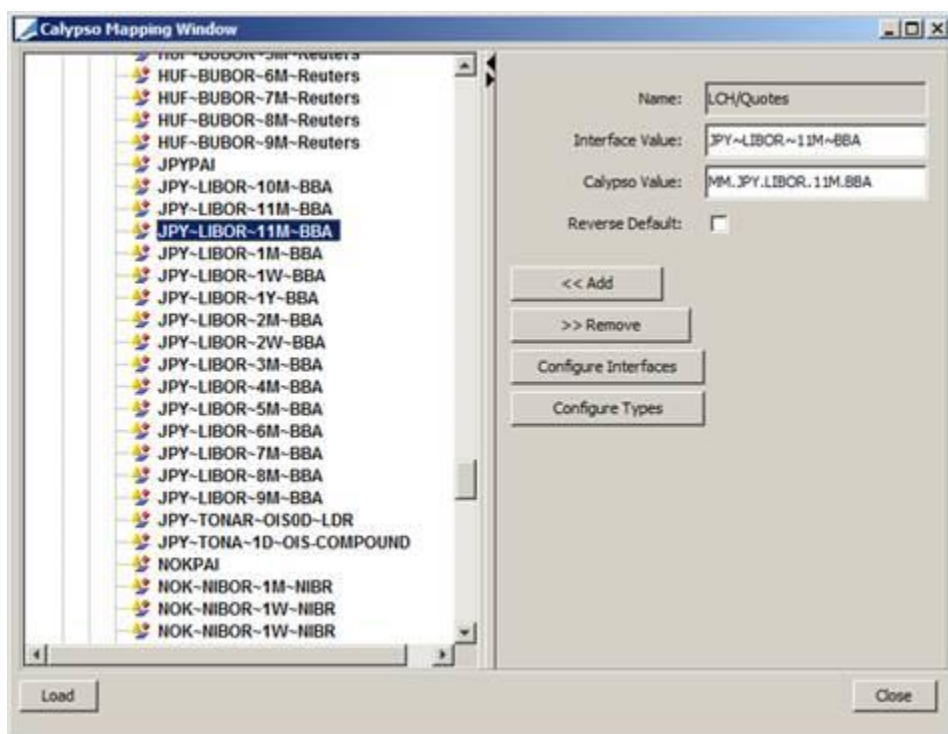 Calypso Mapping Window
HUF~BUBOR~5M~Reuters
HUF~BUBOR~6M~Reuters
HUF~BUBOR~7M~Reuters
HUF~BUBOR~8M~Reuters
HUF~BUBOR~9M~Reuters
JPYPAI
JPY~LIBOR~10M~BBA
JPY~LIBOR~11M~BBA
JPY~LIBOR~11M~BBA
JPY~LIBOR~1M~BBA
JPY~LIBOR~1W~BBA
JPY~LIBOR~1Y~BBA
JPY~LIBOR~2M~BBA
JPY~LIBOR~2W~BBA
JPY~LIBOR~3M~BBA
JPY~LIBOR~4M~BBA
JPY~LIBOR~5M~BBA
JPY~LIBOR~6M~BBA
JPY~LIBOR~7M~BBA
JPY~LIBOR~8M~BBA
JPY~LIBOR~9M~BBA
JPY~TONAR~OIS0D~LDR
JPY~TONA~1D~OIS-COMPOUND
NOKPAI
NOK~NIBOR~1M~NIBR
NOK~NIBOR~1W~NIBR
NOK~NIBOR~1W~NIBR
Name: LCH/Quotes
Interface Value: JPY~LIBOR~11M~BBA
Calypso Value: MM.JPY.LIBOR.11M.BBA
Reverse Default:
<< Add
>> Remove
Configure Interfaces
Configure Types
Load
Close